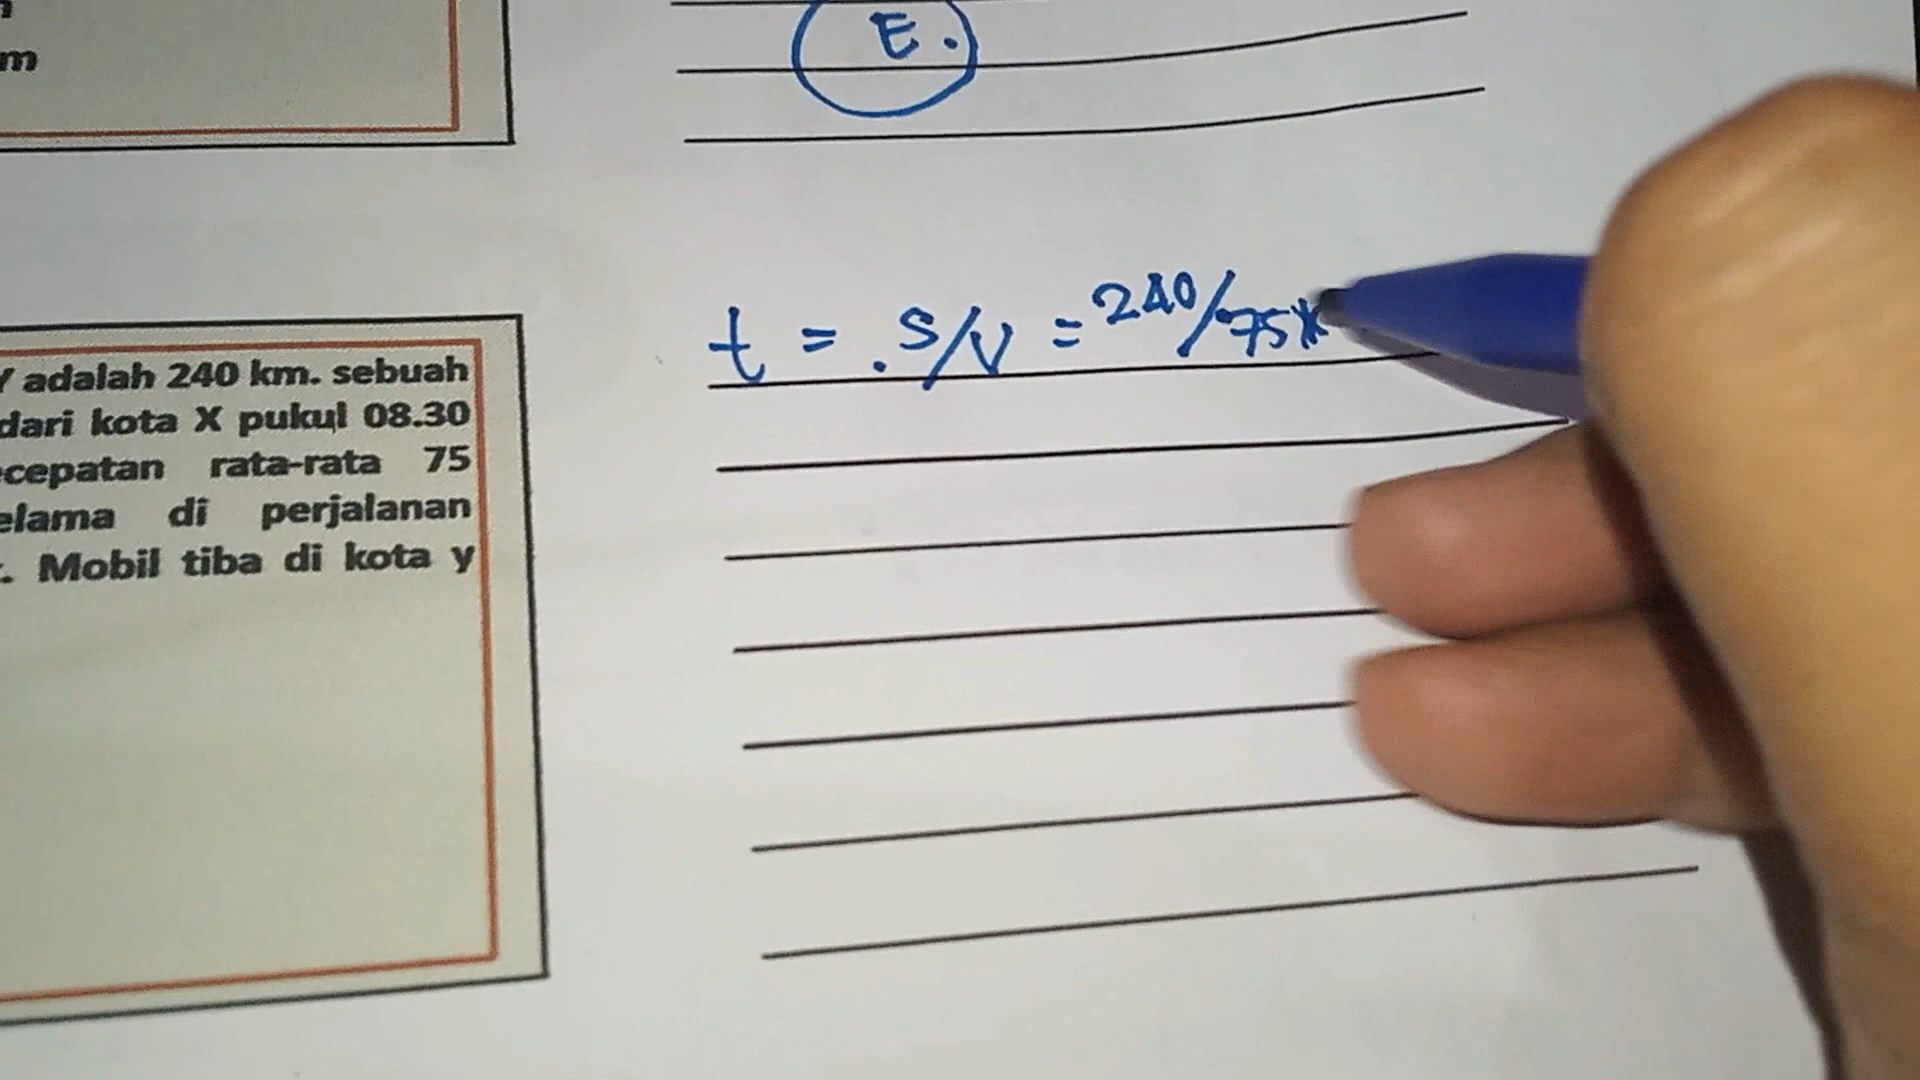 m
E.
t = .S/V = 240/75
Y adalah 240 km. sebuah
dari kota X pukul 08.30
cepatan rata-rata 75
elama di perjalanan
. Mobil tiba di kota y